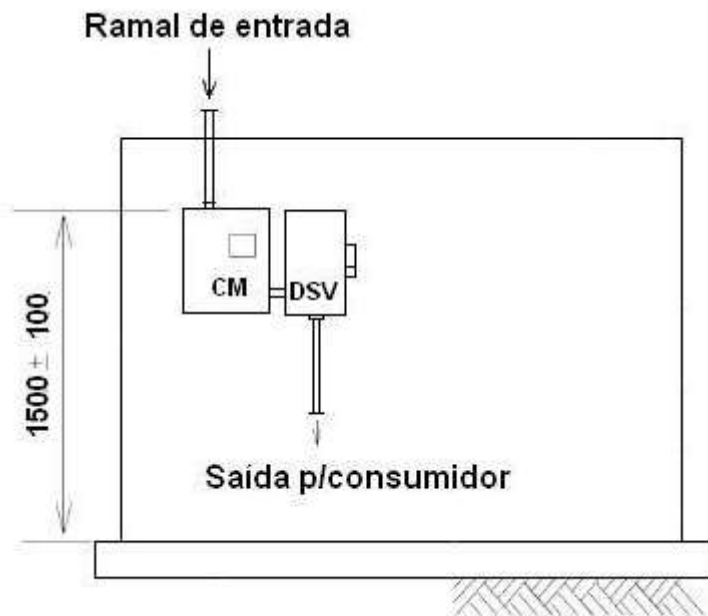 Ramal de entrada
CM
DSV
1500 ± 100
Saída p/consumidor